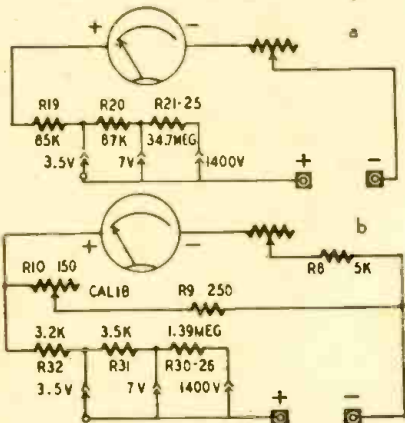 a
+ −
R19 R20 R21-25
85K 87K 34.7MEG
3.5V 7V 1400V
+ −
b
+ −
R10 150
R8 5K
CALIB R9 250
3.2K 3.5K 1.39MEG
R32 R31 R30-26
3.5V 7V 1400V
+ −